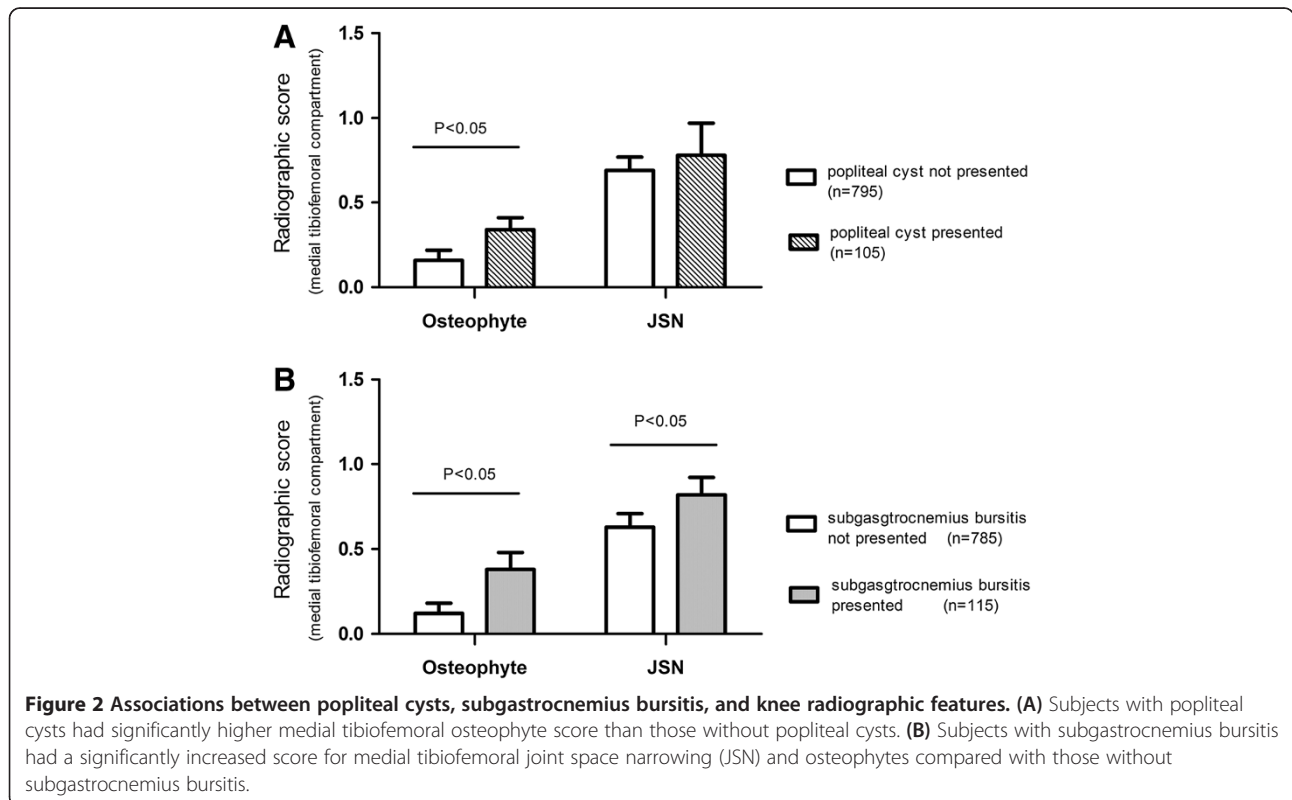 A
Radiographic score
(medial tibiofemoral compartment)
1.5
1.0
0.5
0.0
P<0.05
Osteophyte
JSN
popliteal cyst not presented
(n=795)
popliteal cyst presented
(n=105)
B
Radiographic score
(medial tibiofemoral compartment)
1.5
1.0
0.5
0.0
P<0.05
P<0.05
Osteophyte
JSN
subgasgtrocnemius bursitis
not presented (n=785)
subgasgtrocnemius bursitis
presented (n=115)
Figure 2 Associations between popliteal cysts, subgastrocnemius bursitis, and knee radiographic features. (A) Subjects with popliteal
cysts had significantly higher medial tibiofemoral osteophyte score than those without popliteal cysts. (B) Subjects with subgastrocnemius bursitis
had a significantly increased score for medial tibiofemoral joint space narrowing (JSN) and osteophytes compared with those without
subgastrocnemius bursitis.